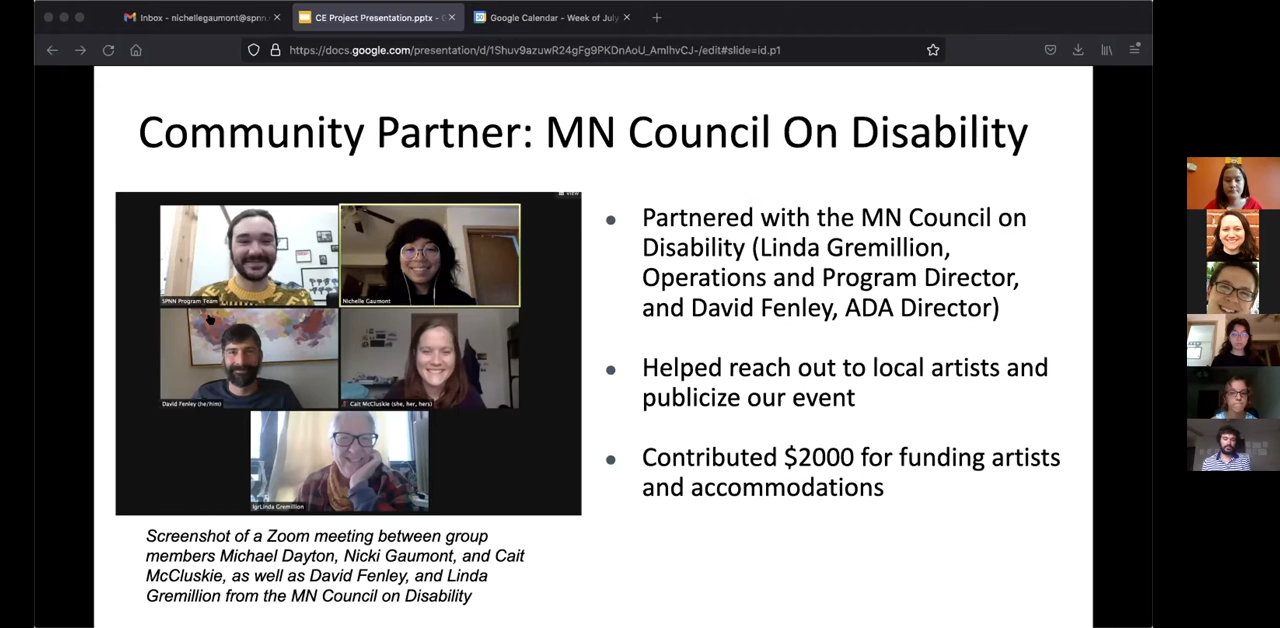 Inbox - nichellegaumont@spnn.
CE Project Presentation.pptx - G
Google Calendar - Week of July
https://docs.google.com/presentation/d/1Shuv9azuwR24gFg9PKDnAoU_AmlhvCJ-/edit#slide=id.p1
Community Partner: MN Council On Disability
View
SPNN Program Team
Nichelle Gaumont
David Fenley (he/him)
Cait McCluskie (she, her, hers)
lgrLinda Gremillion
Screenshot of a Zoom meeting between group
members Michael Dayton, Nicki Gaumont, and Cait
McCluskie, as well as David Fenley, and Linda
Gremillion from the MN Council on Disability
• Partnered with the MN Council on
Disability (Linda Gremillion,
Operations and Program Director,
and David Fenley, ADA Director)
• Helped reach out to local artists and
publicize our event
• Contributed $2000 for funding artists
and accommodations